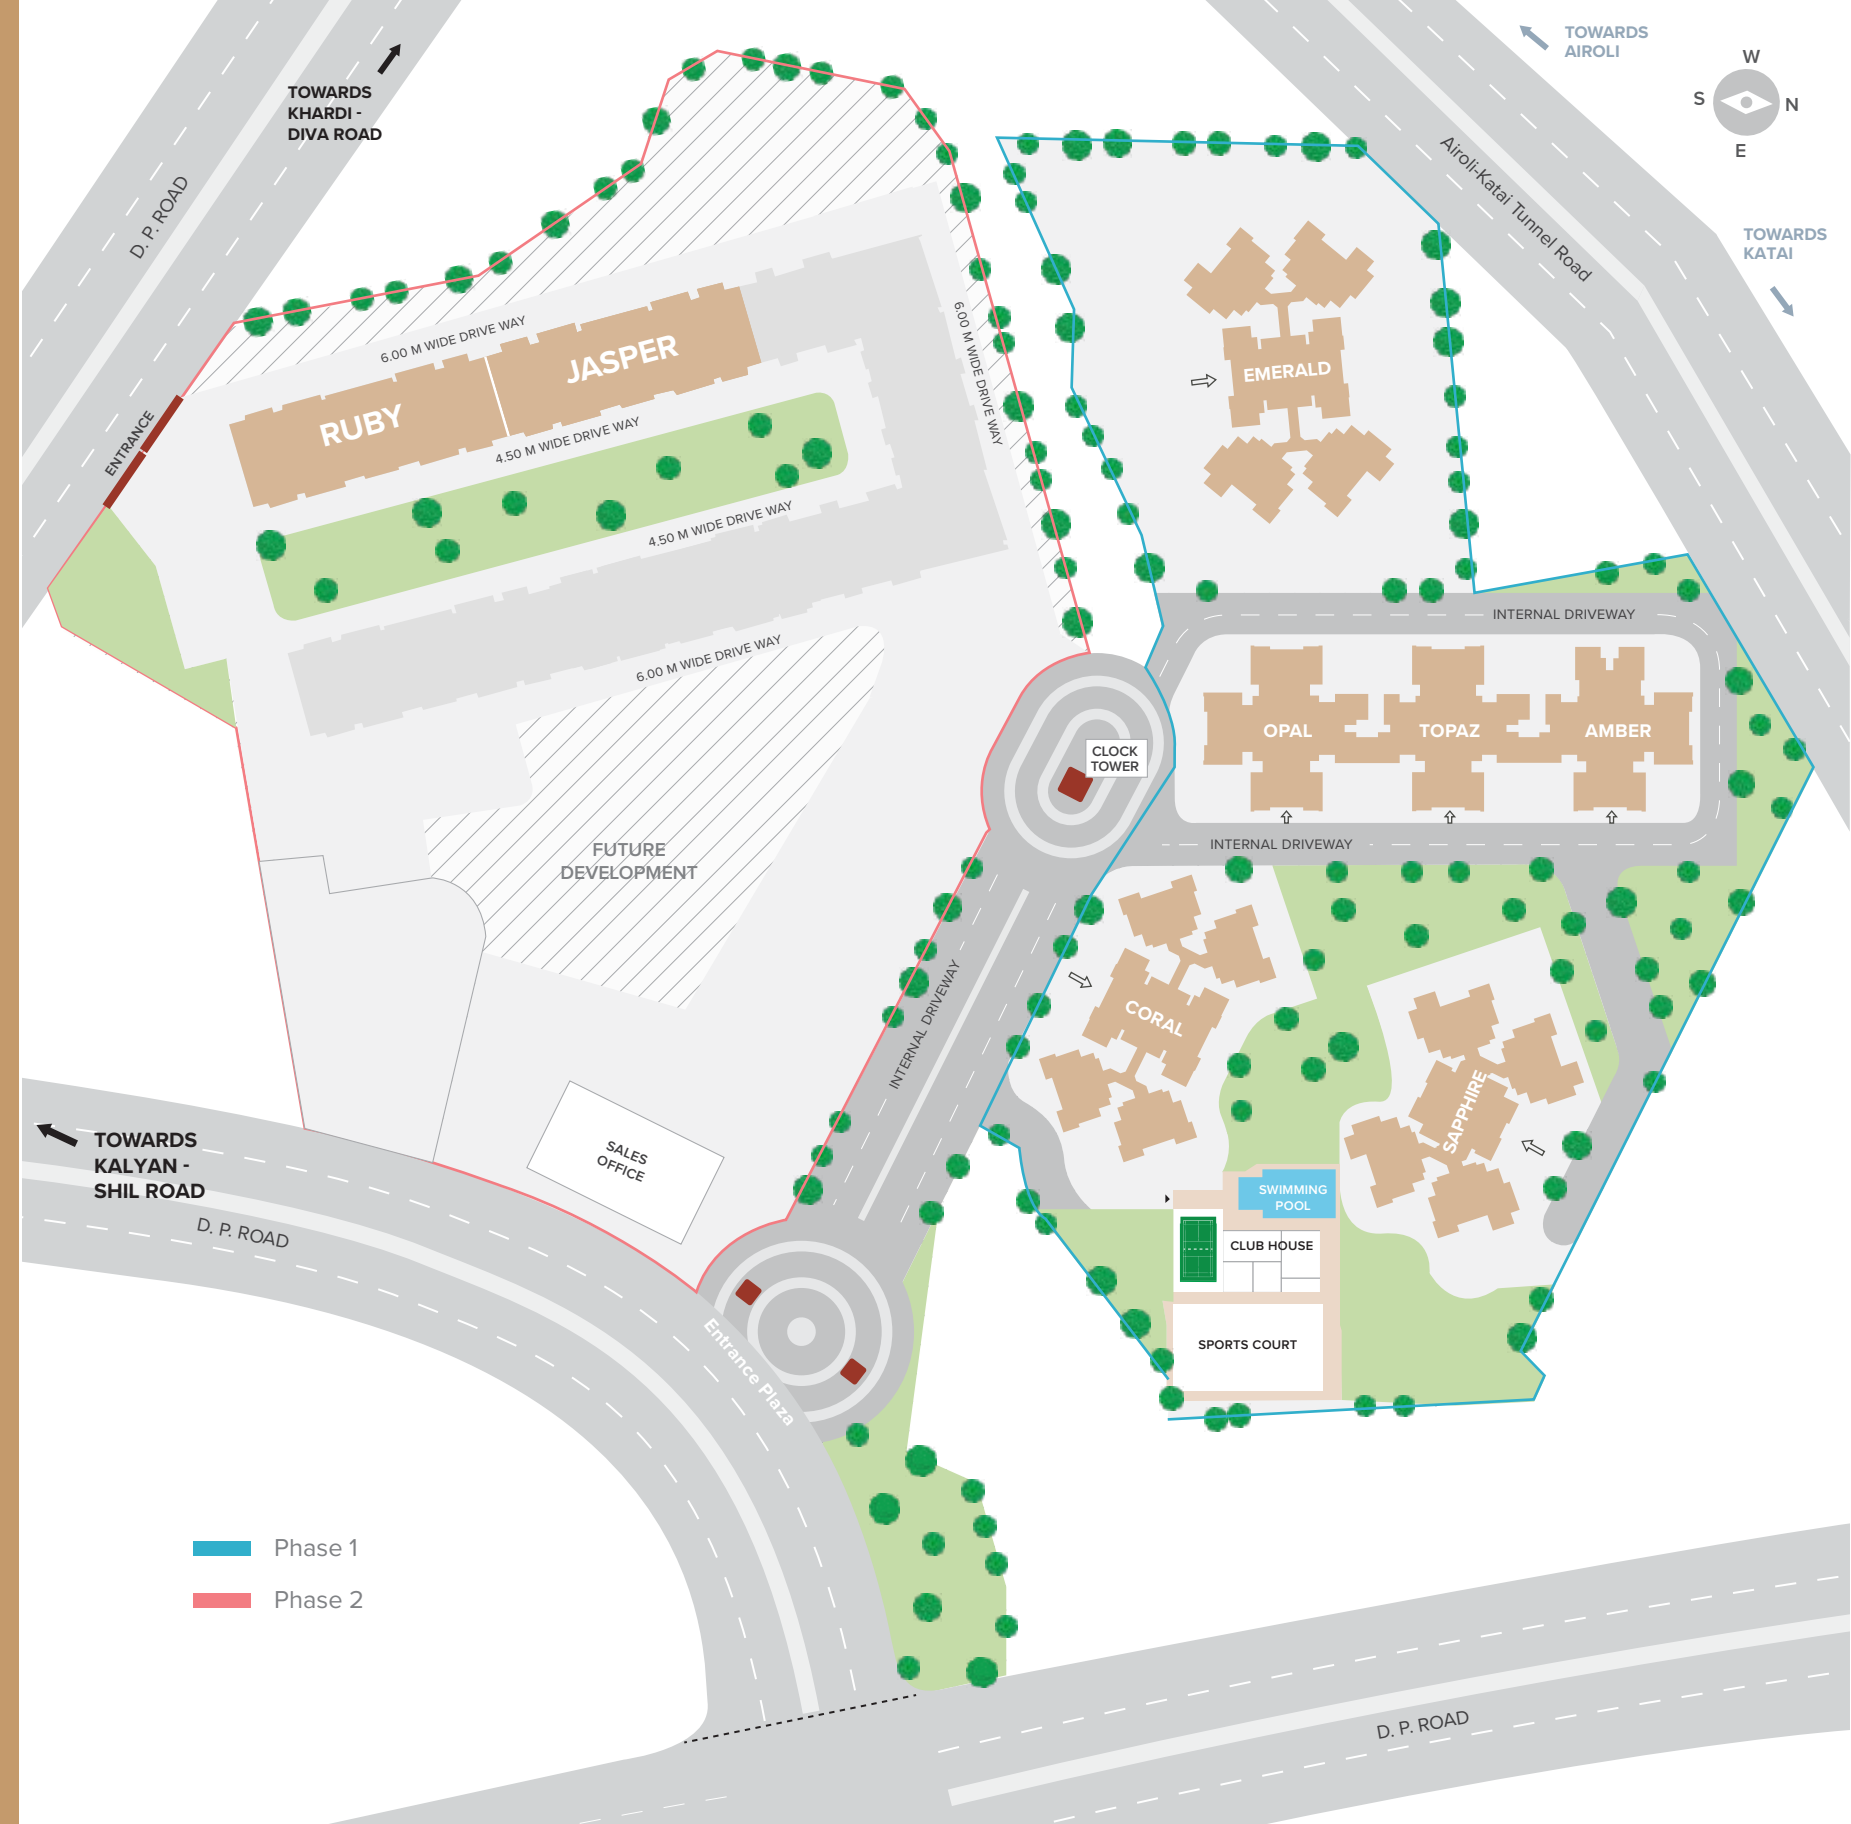 TOWARDS
AIROLI
W
S
N
E
TOWARDS
KHARDI -
DIVA ROAD
D. P. ROAD
Airoli-Katai Tunnel Road
TOWARDS
KATAI
6.00 M WIDE DRIVE WAY
6.00 M WIDE DRIVE WAY
JASPER
RUBY
EMERALD
ENTRANCE
4.50 M WIDE DRIVE WAY
4.50 M WIDE DRIVE WAY
INTERNAL DRIVEWAY
6.00 M WIDE DRIVE WAY
OPAL
TOPAZ
AMBER
CLOCK
TOWER
INTERNAL DRIVEWAY
FUTURE
DEVELOPMENT
CORAL
INTERNAL DRIVEWAY
SAPPHIRE
TOWARDS
KALYAN -
SHIL ROAD
SALES
OFFICE
SWIMMING
POOL
D. P. ROAD
CLUB HOUSE
Entrance Plaza
SPORTS COURT
Phase 1
Phase 2
D. P. ROAD